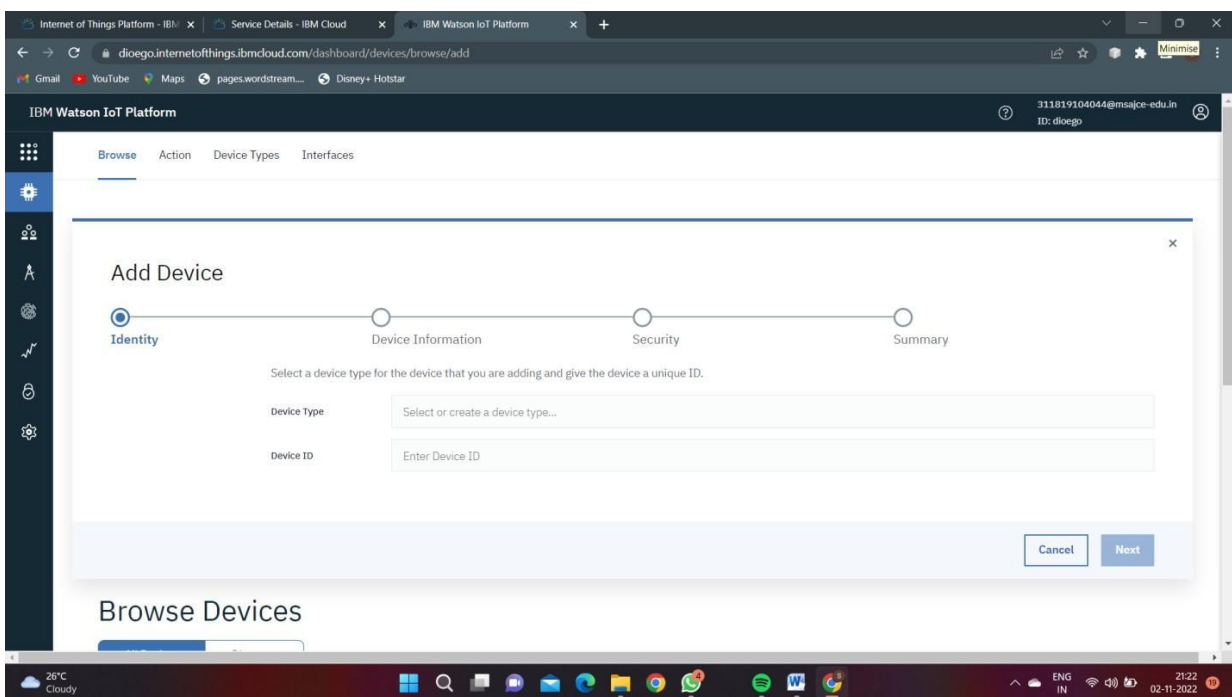 Internet of Things Platform - IBM
Service Details - IBM Cloud
IBM Watson IoT Platform
dioego.internetofthings.ibmcloud.com/dashboard/devices/browse/add
Minimise
Gmail YouTube Maps pages.wordstream.... Disney+ Hotstar
IBM Watson IoT Platform
311819104044@msajce-edu.in
ID: dioego
Browse Action Device Types Interfaces
Add Device
Identity Device Information Security Summary
Select a device type for the device that you are adding and give the device a unique ID.
Device Type Select or create a device type...
Device ID Enter Device ID
Cancel Next
Browse Devices
26°C
Cloudy
4
ENG
IN
21:22
02-11-2022
19